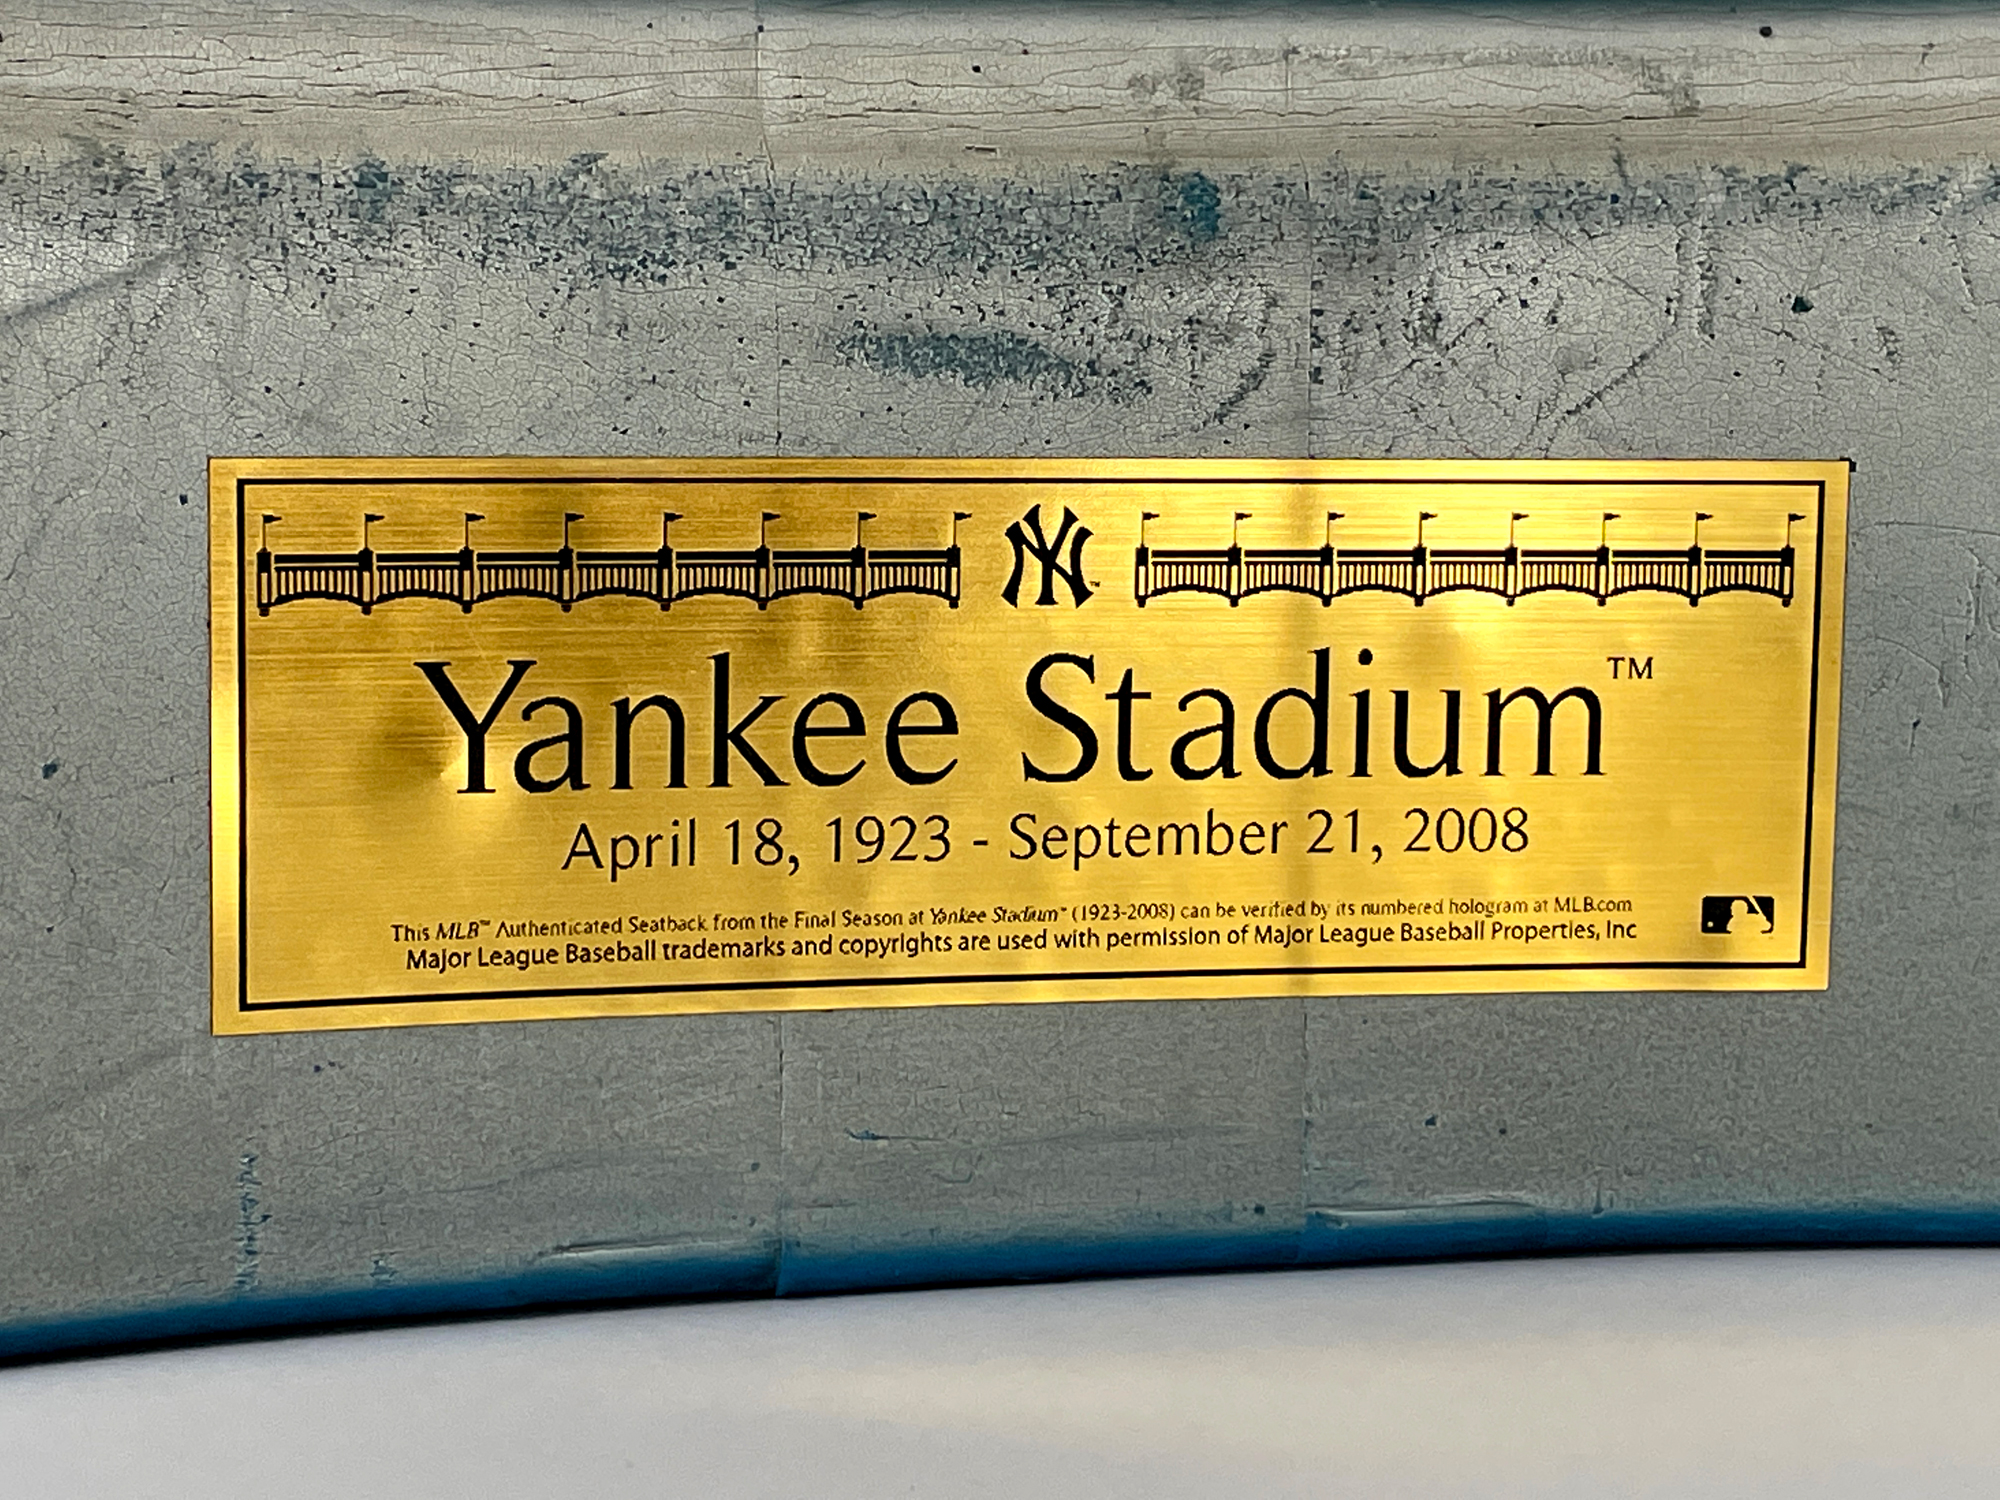 NY™
Yankee Stadium™
April 18, 1923 - September 21, 2008
This MLB™ Authenticated Seatback from the Final Season at Yankee Stadium™ (1923-2008) can be verified by its numbered hologram at MLB.com
Major League Baseball trademarks and copyrights are used with permission of Major League Baseball Properties, Inc